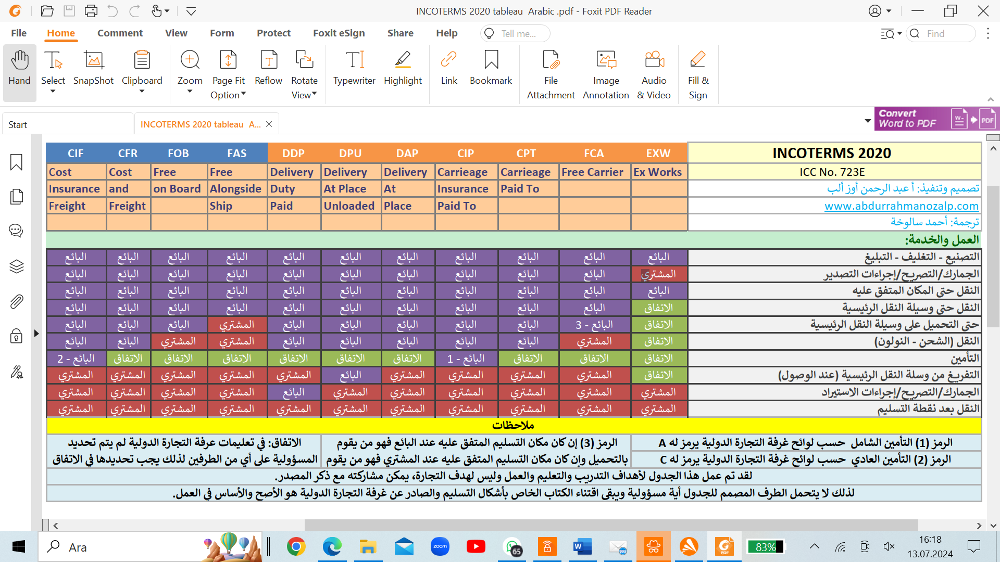 INCOTERMS 2020 tableau  Arabic .pdf - Foxit PDF Reader
File Home Comment View Form Protect Foxit eSign Share Help Tell me... Find
Hand Select SnapShot Clipboard Zoom Page Fit Option Reflow Rotate View Typewriter Highlight Link Bookmark File Attachment Image Annotation Audio & Video Fill & Sign
Start INCOTERMS 2020 tableau  A... Convert Word to PDF W PDF
CIF CFR FOB FAS DDP DPU DAP CIP CPT FCA EXW INCOTERMS 2020
Cost Cost Free Free Delivery Delivery Delivery Carrieage Carrieage Free Carrier Ex Works ICC No. 723E
Insurance and on Board Alongside Duty At Place At Insurance Paid To تصميم وتنفيذ: أ عبد الرحمن أوز ألب
Freight Freight Ship Paid Unloaded Place Paid To www.abdurrahmanozalp.com
ترجمة: أحمد سالوخة
العمل والخدمة:
التصنيع - التغليف - التبليغ البائع البائع البائع البائع البائع البائع البائع البائع البائع البائع البائع
الجمارك/التصريح/إجراءات التصدير المشتري البائع البائع البائع البائع البائع البائع البائع البائع البائع البائع
النقل حتى المكان المتفق عليه البائع البائع البائع البائع البائع البائع البائع البائع البائع البائع البائع
النقل حتى وسيلة النقل الرئيسية الاتفاق البائع البائع البائع البائع البائع البائع البائع البائع البائع البائع
حتى التحميل على وسيلة النقل الرئيسية الاتفاق البائع - 3 البائع البائع البائع البائع البائع المشتري البائع البائع البائع
النقل (الشحن - النولون) الاتفاق المشتري البائع البائع البائع البائع البائع المشتري المشتري البائع البائع
التأمين الاتفاق الاتفاق الاتفاق البائع - 1 الاتفاق الاتفاق الاتفاق الاتفاق الاتفاق الاتفاق البائع - 2
التفريغ من وسلة النقل الرئيسية (عند الوصول) الاتفاق المشتري المشتري المشتري المشتري البائع المشتري المشتري المشتري المشتري المشتري
الجمارك/التصريح/إجراءات الاستيراد المشتري المشتري المشتري المشتري المشتري المشتري البائع المشتري المشتري المشتري المشتري
النقل بعد نقطة التسليم المشتري المشتري المشتري المشتري المشتري المشتري المشتري المشتري المشتري المشتري المشتري
ملاحظات
الرمز (1) التأمين الشامل  حسب لوائح غرفة التجارة الدولية يرمز له A الرمز (3) إن كان مكان التسليم المتفق عليه عند البائع فهو من يقوم الاتفاق: في تعليمات عرفة التجارة الدولية لم يتم تحديد
الرمز (2) التأمين العادي  حسب لوائح غرفة التجارة الدولية يرمز له C بالتحميل وإن كان مكان التسليم المتفق عليه عند المشتري فهو من يقوم المسؤولية على أي من الطرفين لذلك يجب تحديدها في الاتفاق
لقد تم عمل هذا الجدول لأهداف التدريب والتعليم والعمل وليس لهدف التجارة، يمكن مشاركته مع ذكر المصدر.
لذلك لا يتحمل الطرف المصمم للجدول أية مسؤولية ويبقى اقتناء الكتاب الخاص بأشكال التسليم والصادر عن غرفة التجارة الدولية هو الأصح والأساس في العمل.
Ara zoom 65 W 999 PDF 83% 16:18
13.07.2024